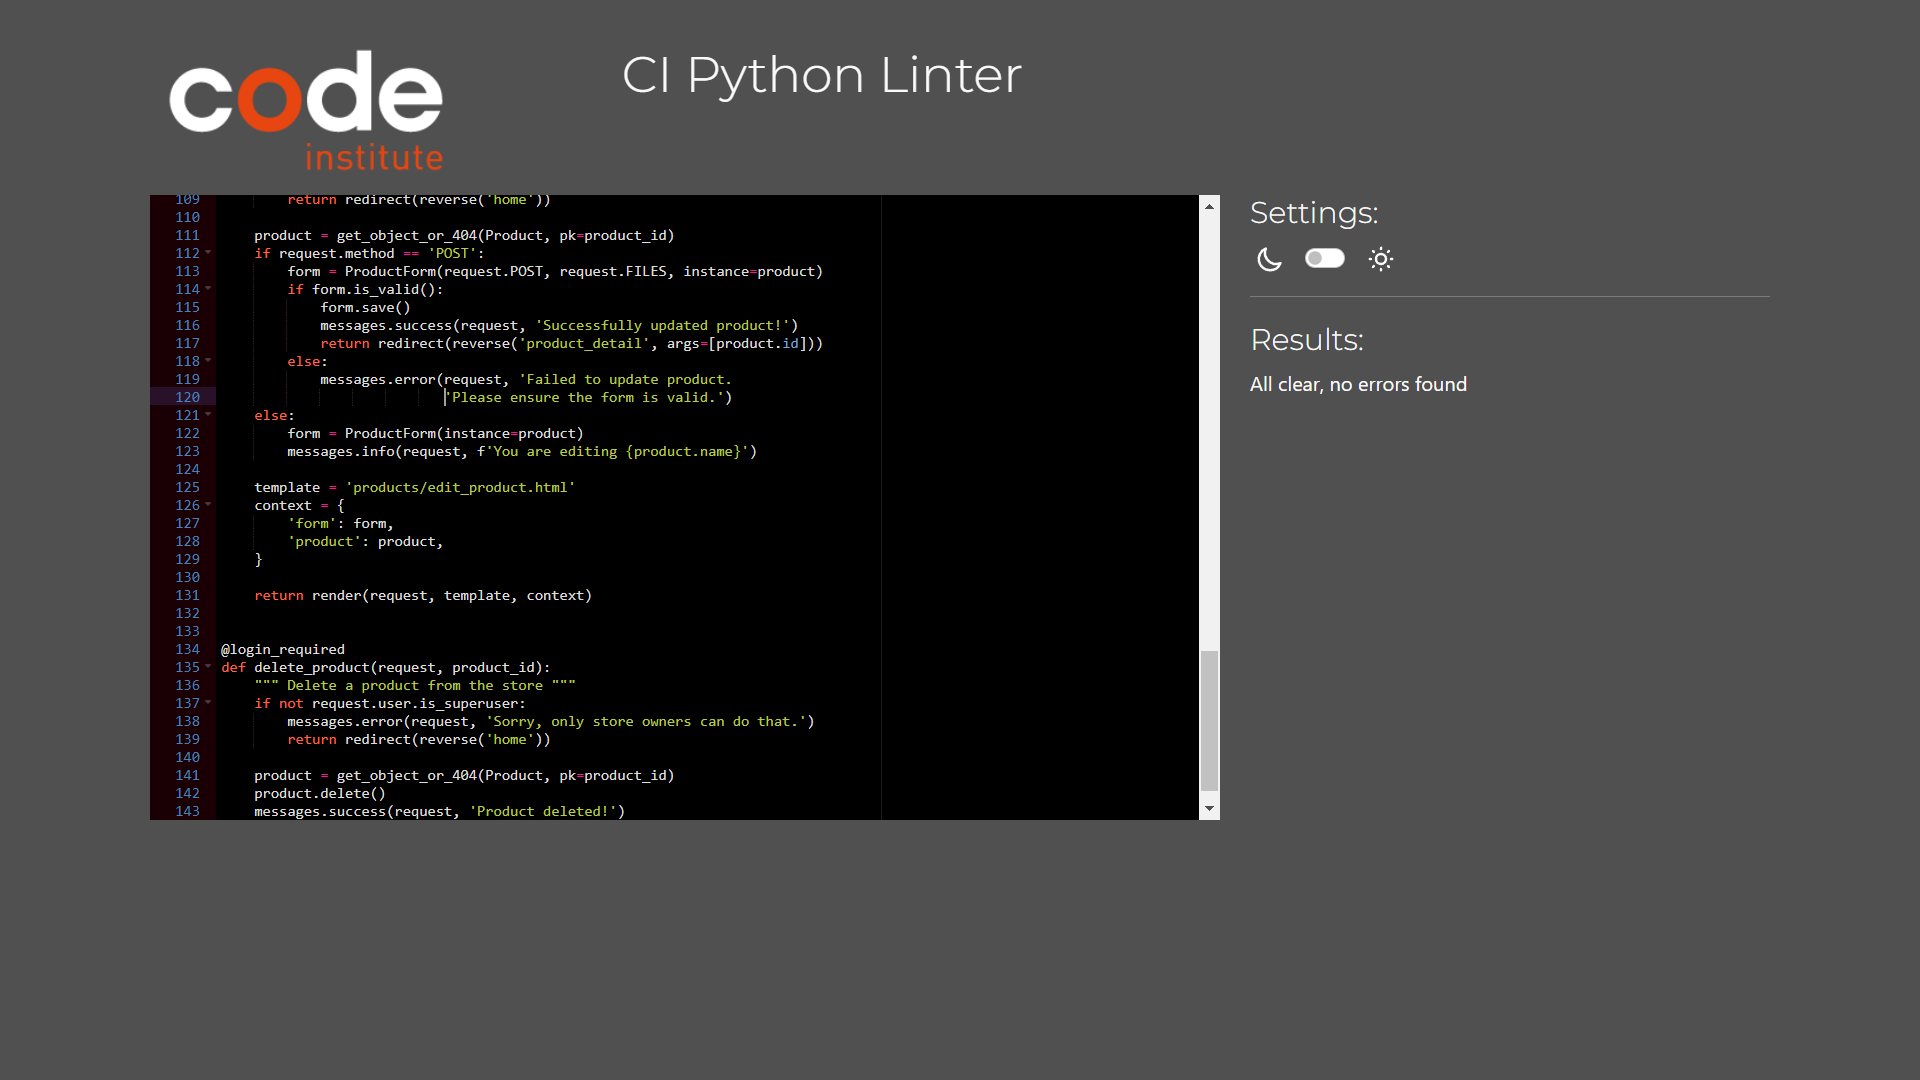 code
institute
CI Python Linter
109         return redirect(reverse('home'))
110
111     product = get_object_or_404(Product, pk=product_id)
112     if request.method == 'POST':
113         form = ProductForm(request.POST, request.FILES, instance=product)
114         if form.is_valid():
115             form.save()
116             messages.success(request, 'Successfully updated product!')
117             return redirect(reverse('product_detail', args=[product.id]))
118         else:
119             messages.error(request, 'Failed to update product.
120                            'Please ensure the form is valid.')
121     else:
122         form = ProductForm(instance=product)
123         messages.info(request, f'You are editing {product.name}')
124
125     template = 'products/edit_product.html'
126     context = {
127         'form': form,
128         'product': product,
129     }
130
131     return render(request, template, context)
132
133
134 @login_required
135 def delete_product(request, product_id):
136     """ Delete a product from the store """
137     if not request.user.is_superuser:
138         messages.error(request, 'Sorry, only store owners can do that.')
139         return redirect(reverse('home'))
140
141     product = get_object_or_404(Product, pk=product_id)
142     product.delete()
143     messages.success(request, 'Product deleted!')
Settings:
Results:
All clear, no errors found